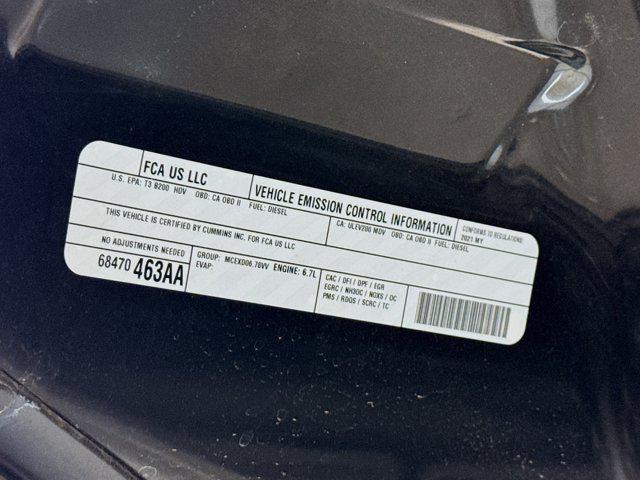 FCA US LLC
VEHICLE EMISSION CONTROL INFORMATION
CONFORMS TO REGULATIONS:
2021 MY
U.S. EPA: T3 B200 HDV OBD: CA OBD II FUEL: DIESEL
CA: ULEV200 MDV OBD: CA OBD II FUEL: DIESEL
THIS VEHICLE IS CERTIFIED BY CUMMINS INC. FOR FCA US LLC
NO ADJUSTMENTS NEEDED
68470 463AA
GROUP: MCEXD06.78VV ENGINE: 6.7L
EVAP:
CAC / DFI / DPF / EGR
EGRC / NH3OC / NOXS / OC
PMS / RDQS / SCRC / TC